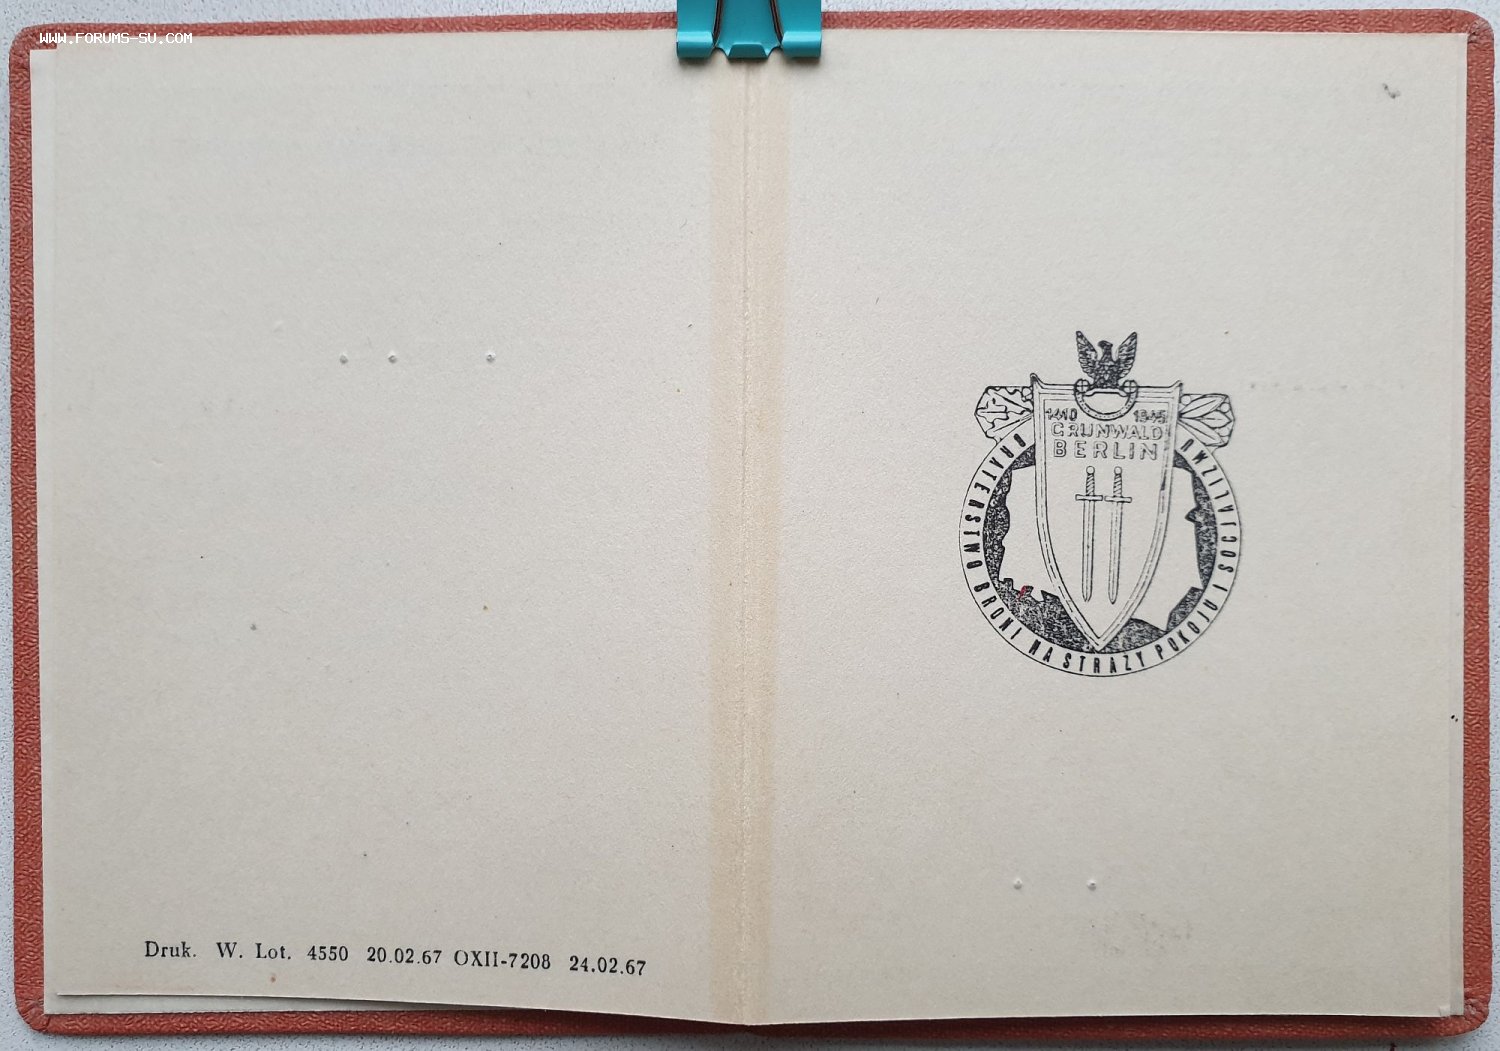 WWW.FORUMS-SU.COM
1410 1945
GRUNWALD
BERLIN
BRATERSTWO BRONI NA STRAŻY POKOJU I SOCJALIZMU
Druk. W. Lot. 4550 20.02.67 OXII-7208 24.02.67